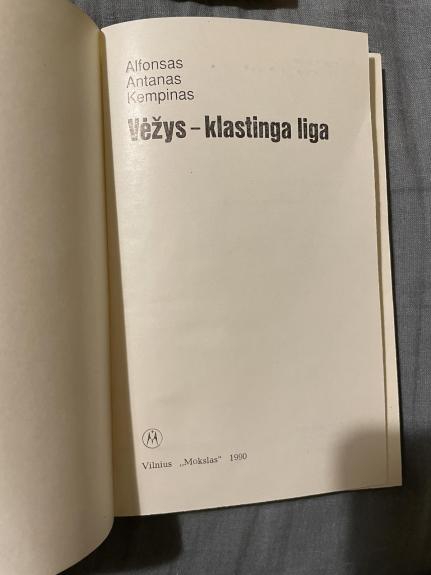 Alfonsas
Antanas
Kempinas
Vėžys – klastinga liga
Vilnius „Mokslas“ 1990